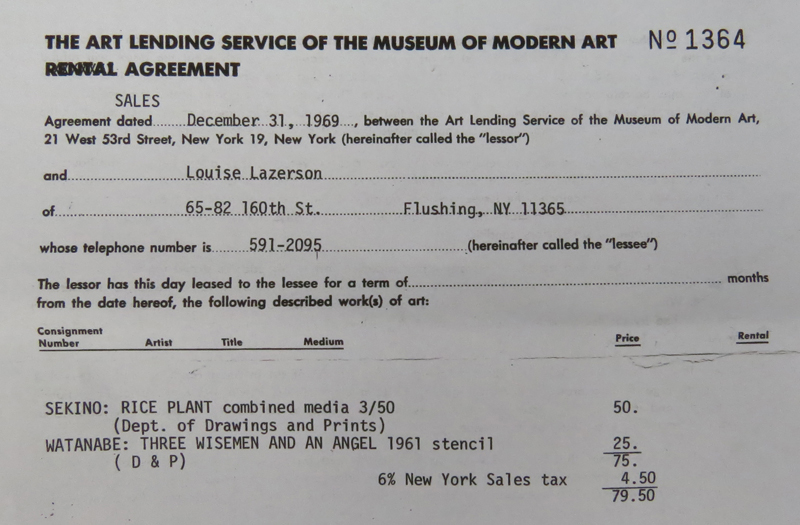 THE ART LENDING SERVICE OF THE MUSEUM OF MODERN ART Nº 1364
RENTAL AGREEMENT
SALES
Agreement dated........December 31, 1969...., between the Art Lending Service of the Museum of Modern Art,
21 West 53rd Street, New York 19, New York (hereinafter called the "lessor")
and........Louise Lazerson........
of........65-82 160th St.........Flushing, NY 11365........
whose telephone number is........591-2095........(hereinafter called the "lessee")
The lessor has this day leased to the lessee for a term of........ months
from the date hereof, the following described work(s) of art:
Consignment Number Artist Title Medium Price Rental
SEKINO: RICE PLANT combined media 3/50 50.
(Dept. of Drawings and Prints)
WATANABE: THREE WISEMEN AND AN ANGEL 1961 stencil 25.
( D & P) 75.
6% New York Sales tax 4.50
79.50